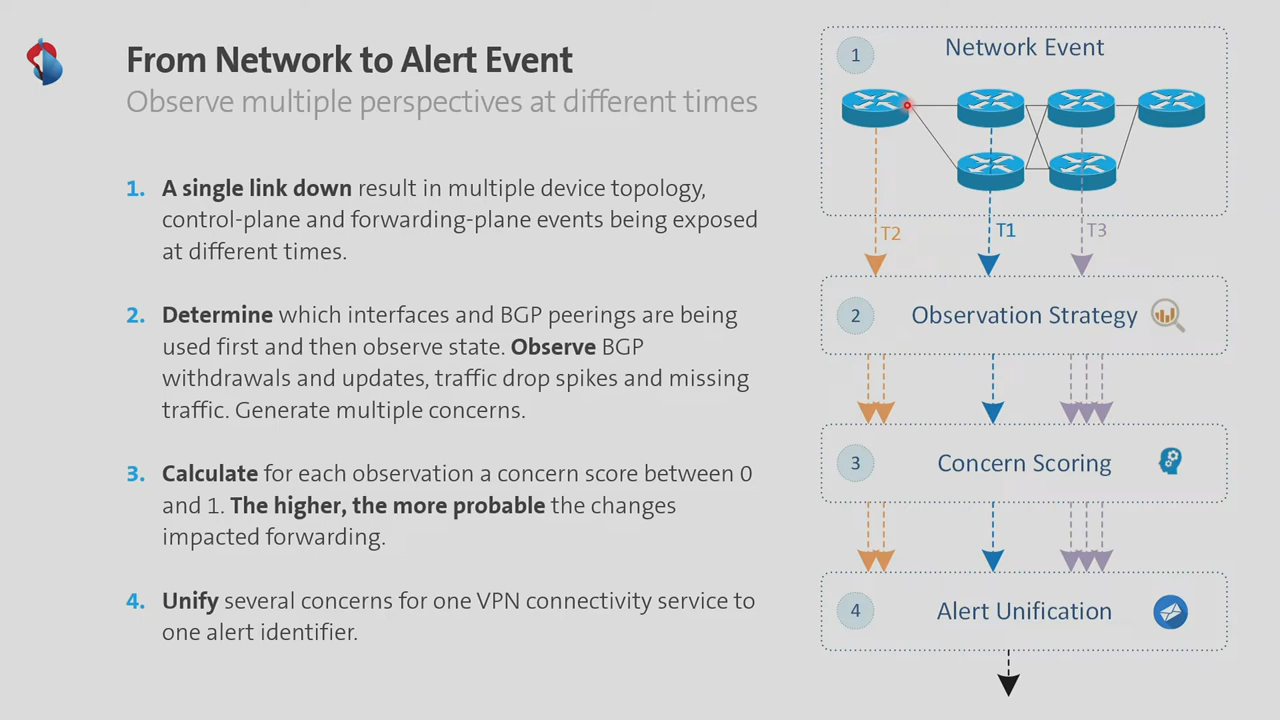 From Network to Alert Event
Observe multiple perspectives at different times
1. A single link down result in multiple device topology,
control-plane and forwarding-plane events being exposed
at different times.
2. Determine which interfaces and BGP peerings are being
used first and then observe state. Observe BGP
withdrawals and updates, traffic drop spikes and missing
traffic. Generate multiple concerns.
3. Calculate for each observation a concern score between 0
and 1. The higher, the more probable the changes
impacted forwarding.
4. Unify several concerns for one VPN connectivity service to
one alert identifier.
1
Network Event
T2
T1
T3
2
Observation Strategy
3
Concern Scoring
4
Alert Unification